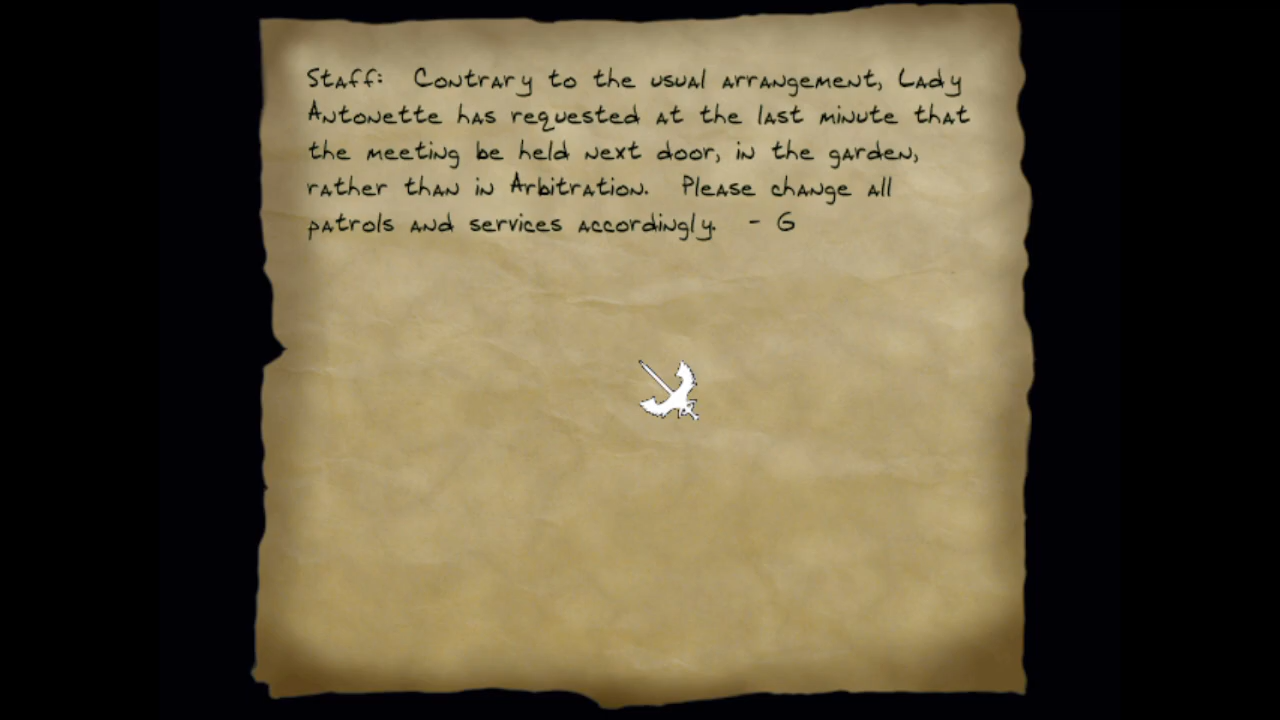 Staff:  Contrary to the usual arrangement, Lady
Antonette has requested at the last minute that
the meeting be held next door, in the garden,
rather than in Arbitration.  Please change all
patrols and services accordingly.  - G